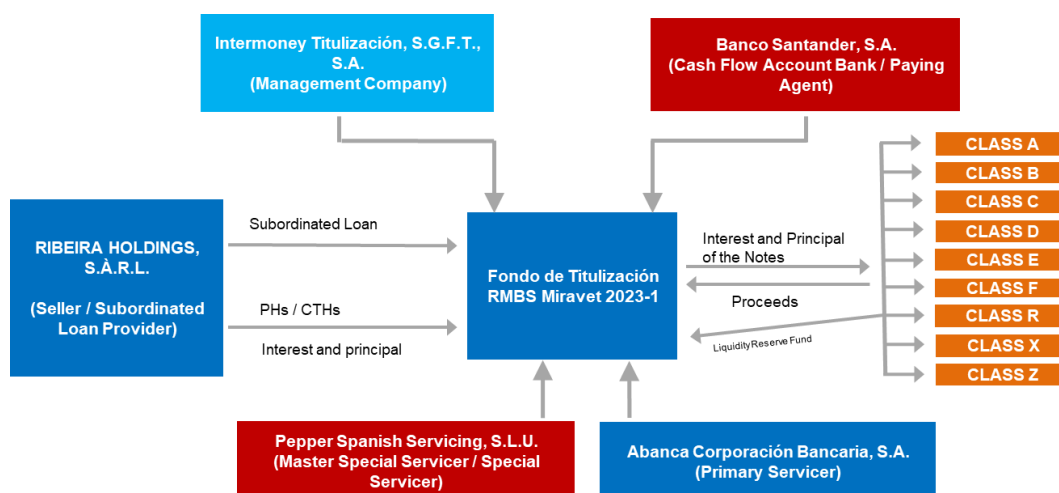 Intermoney Titulización, S.G.F.T.,
S.A.
(Management Company)
Banco Santander, S.A.
(Cash Flow Account Bank / Paying
Agent)
RIBEIRA HOLDINGS,
S.À.R.L.
(Seller / Subordinated
Loan Provider)
Subordinated Loan
PHs / CTHs
Interest and principal
Fondo de Titulización
RMBS Miravet 2023-1
Interest and Principal
of the Notes
Proceeds
Liquidity Reserve Fund
CLASS A
CLASS B
CLASS C
CLASS D
CLASS E
CLASS F
CLASS R
CLASS X
CLASS Z
Pepper Spanish Servicing, S.L.U.
(Master Special Servicer / Special
Servicer)
Abanca Corporación Bancaria, S.A.
(Primary Servicer)